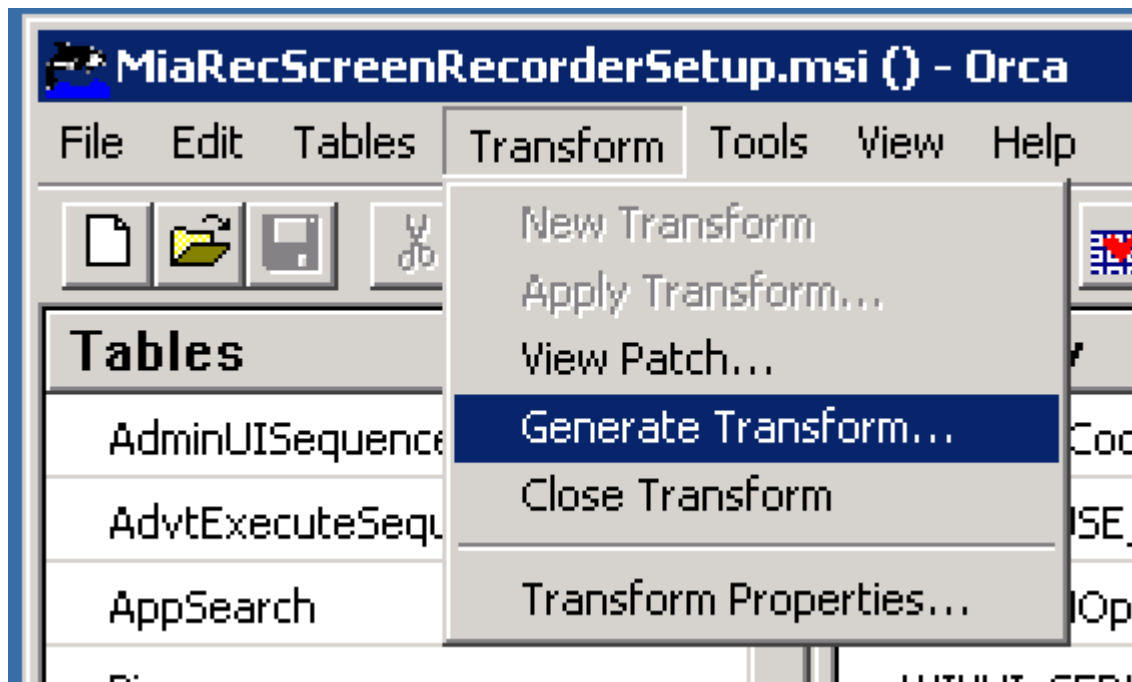 MiaRecScreenRecorderSetup.msi () - Orca
File Edit Tables Transform Tools View Help
New Transform
Apply Transform...
View Patch...
Generate Transform...
Close Transform
Transform Properties...
Tables
AdminUISequence
AdvtExecuteSequ
AppSearch